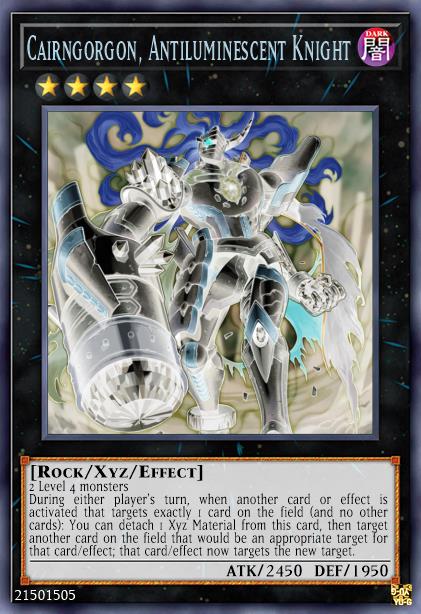 Cairngorgon, Antiluminescent Knight
DARK
闇
[Rock/Xyz/Effect]
2 Level 4 monsters
During either player's turn, when another card or effect is
activated that targets exactly 1 card on the field (and no other
cards): You can detach 1 Xyz Material from this card, then target
another card on the field that would be an appropriate target for
that card/effect; that card/effect now targets the new target.
ATK/2450 DEF/1950
21501505